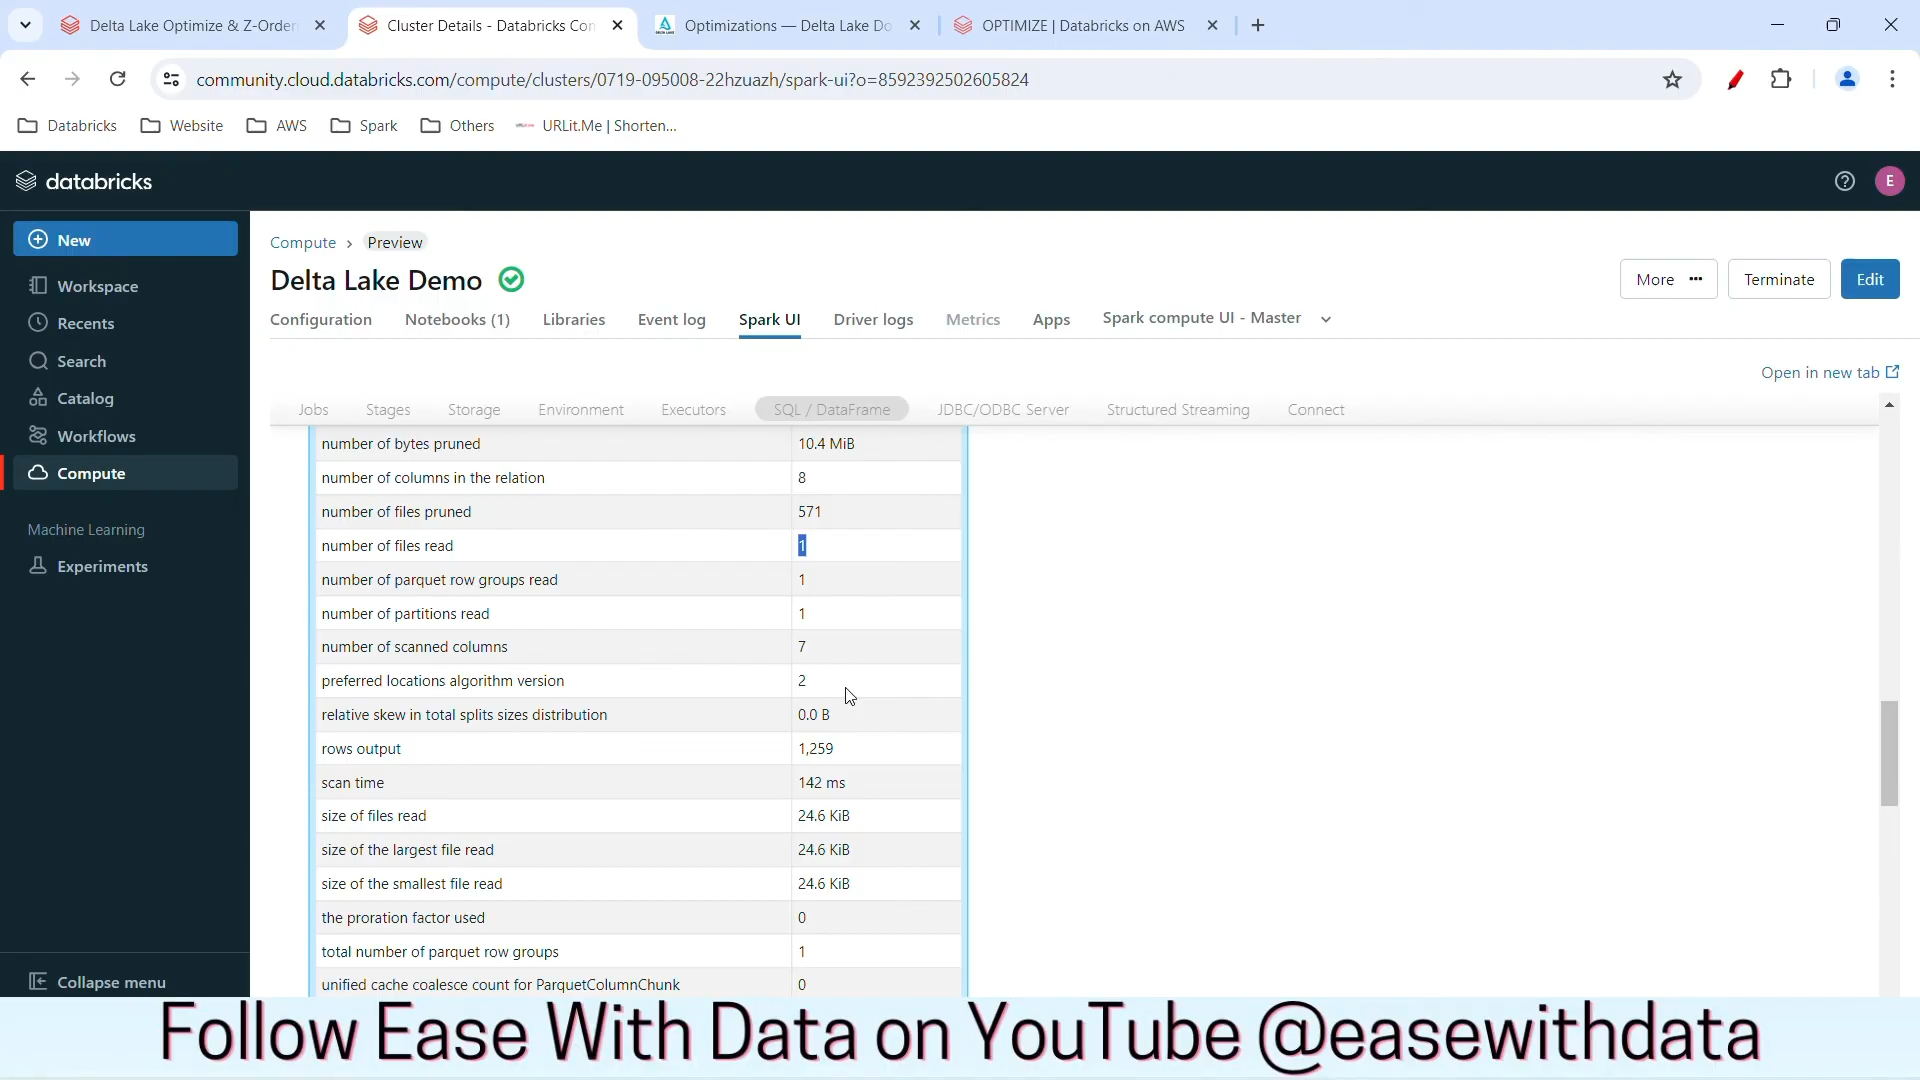 Delta Lake Optimize & Z-Order
Cluster Details - Databricks Con
Optimizations — Delta Lake Do
OPTIMIZE | Databricks on AWS
community.cloud.databricks.com/compute/clusters/0719-095008-22hzuazh/spark-ui?o=8592392502605824
Databricks
Website
AWS
Spark
Others
URLit.Me | Shorten...
databricks
E
New
Workspace
Recents
Search
Catalog
Workflows
Compute
Machine Learning
Experiments
Collapse menu
Compute > Preview
Delta Lake Demo
More
Terminate
Edit
Configuration
Notebooks (1)
Libraries
Event log
Spark UI
Driver logs
Metrics
Apps
Spark compute UI - Master
Open in new tab
Jobs
Stages
Storage
Environment
Executors
SQL / DataFrame
JDBC/ODBC Server
Structured Streaming
Connect
number of bytes pruned 10.4 MiB
number of columns in the relation 8
number of files pruned 571
number of files read 1
number of parquet row groups read 1
number of partitions read 1
number of scanned columns 7
preferred locations algorithm version 2
relative skew in total splits sizes distribution 0.0 B
rows output 1,259
scan time 142 ms
size of files read 24.6 KiB
size of the largest file read 24.6 KiB
size of the smallest file read 24.6 KiB
the proration factor used 0
total number of parquet row groups 1
unified cache coalesce count for ParquetColumnChunk 0
Follow Ease With Data on YouTube @easewithdata